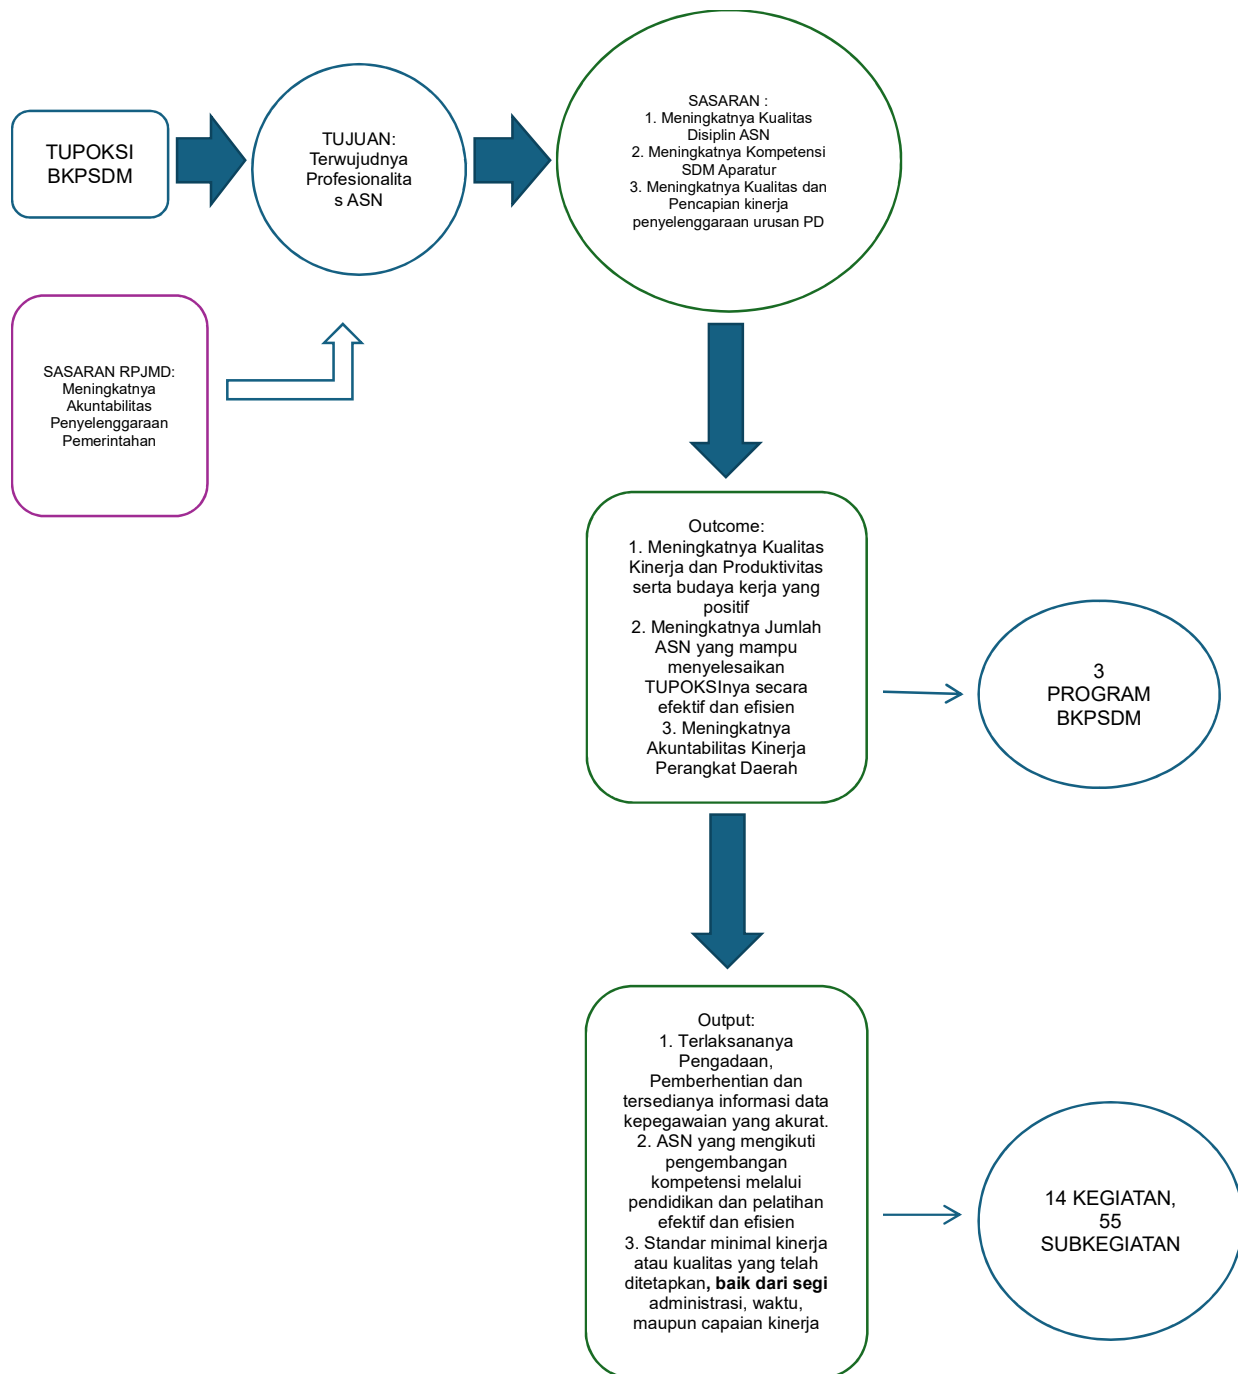 TUPOKSI
BKPSDM
TUJUAN:
Terwujudnya
Profesionalita
s ASN
SASARAN :
1. Meningkatnya Kualitas
Disiplin ASN
2. Meningkatnya Kompetensi
SDM Aparatur
3. Meningkatnya Kualitas dan
Pencapian kinerja
penyelenggaraan urusan PD
SASARAN RPJMD:
Meningkatnya
Akuntabilitas
Penyelenggaraan
Pemerintahan
Outcome:
1. Meningkatnya Kualitas
Kinerja dan Produktivitas
serta budaya kerja yang
positif
2. Meningkatnya Jumlah
ASN yang mampu
menyelesaikan
TUPOKSInya secara
efektif dan efisien
3. Meningkatnya
Akuntabilitas Kinerja
Perangkat Daerah
3
PROGRAM
BKPSDM
Output:
1. Terlaksananya
Pengadaan,
Pemberhentian dan
tersedianya informasi data
kepegawaian yang akurat.
2. ASN yang mengikuti
pengembangan
kompetensi melalui
pendidikan dan pelatihan
efektif dan efisien
3. Standar minimal kinerja
atau kualitas yang telah
ditetapkan, baik dari segi
administrasi, waktu,
maupun capaian kinerja
14 KEGIATAN,
55
SUBKEGIATAN